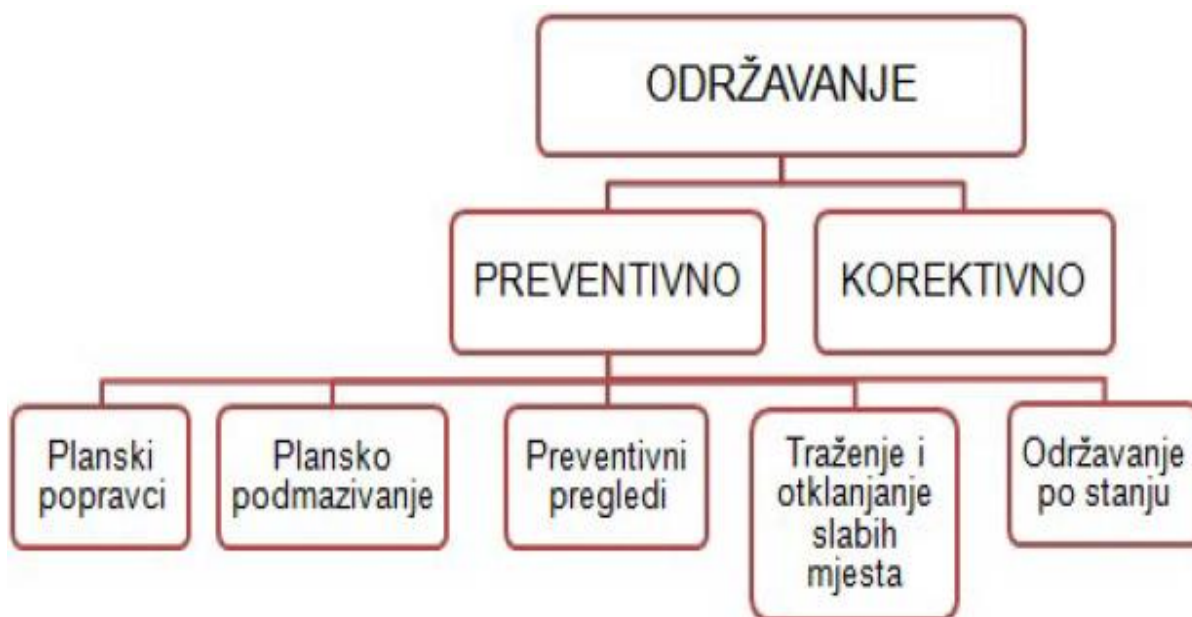 ODRŽAVANJE
PREVENTIVNO
KOREKTIVNO
Planski
popravci
Plansko
podmazivanje
Preventivni
pregledi
Traženje i
otklanjanje
slabih
mjesta
Održavanje
po stanju